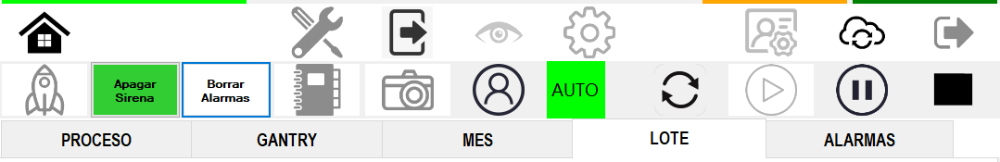 Apagar
Sirena
Borrar
Alarmas
AUTO
PROCESO
GANTRY
MES
LOTE
ALARMAS